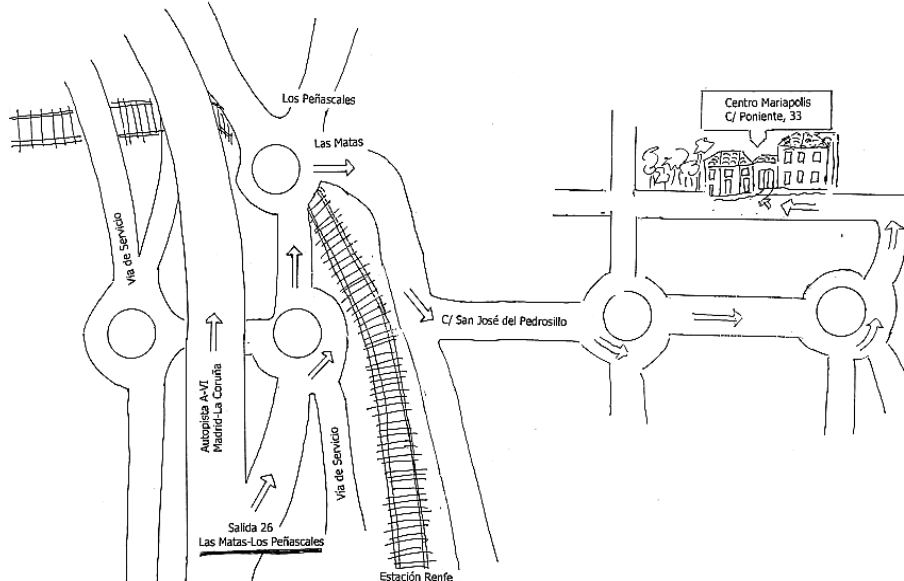 Los Peñascales
Las Matas
Centro Mariapolis
C/ Poniente, 33
Vía de Servicio
C/ San José del Pedrosillo
Autopista A-VI
Madrid-La Coruña
Vía de Servicio
Salida 26
Las Matas-Los Peñascales
Estación Renfe